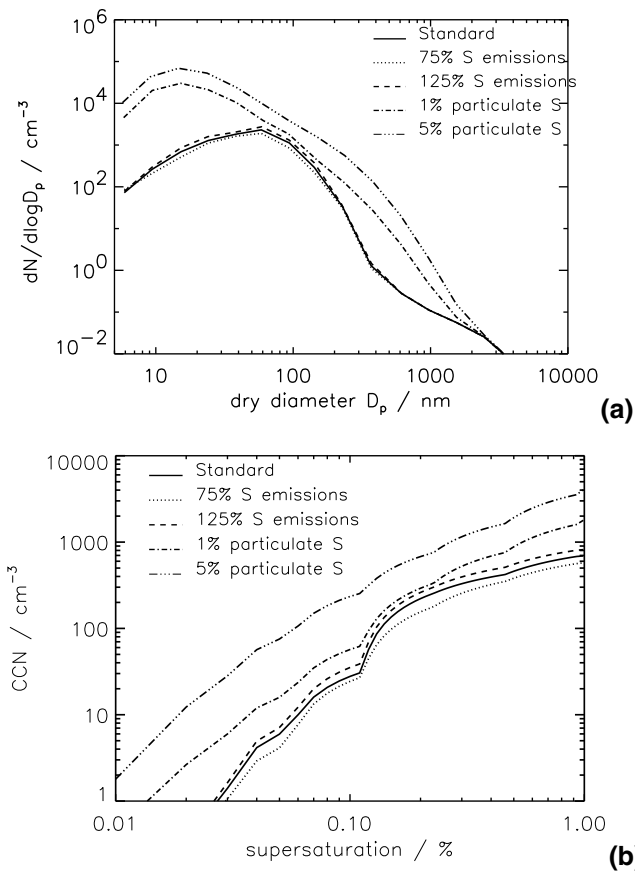 10^6
10^4
10^2
10^0
10^-2
dN/dlogD_p / cm^-3
Standard
75% S emissions
125% S emissions
1% particulate S
5% particulate S
10 100 1000 10000
dry diameter D_p / nm
(a)
10000
1000
100
10
1
CCN / cm^-3
Standard
75% S emissions
125% S emissions
1% particulate S
5% particulate S
0.01 0.10 1.00
supersaturation / %
(b)